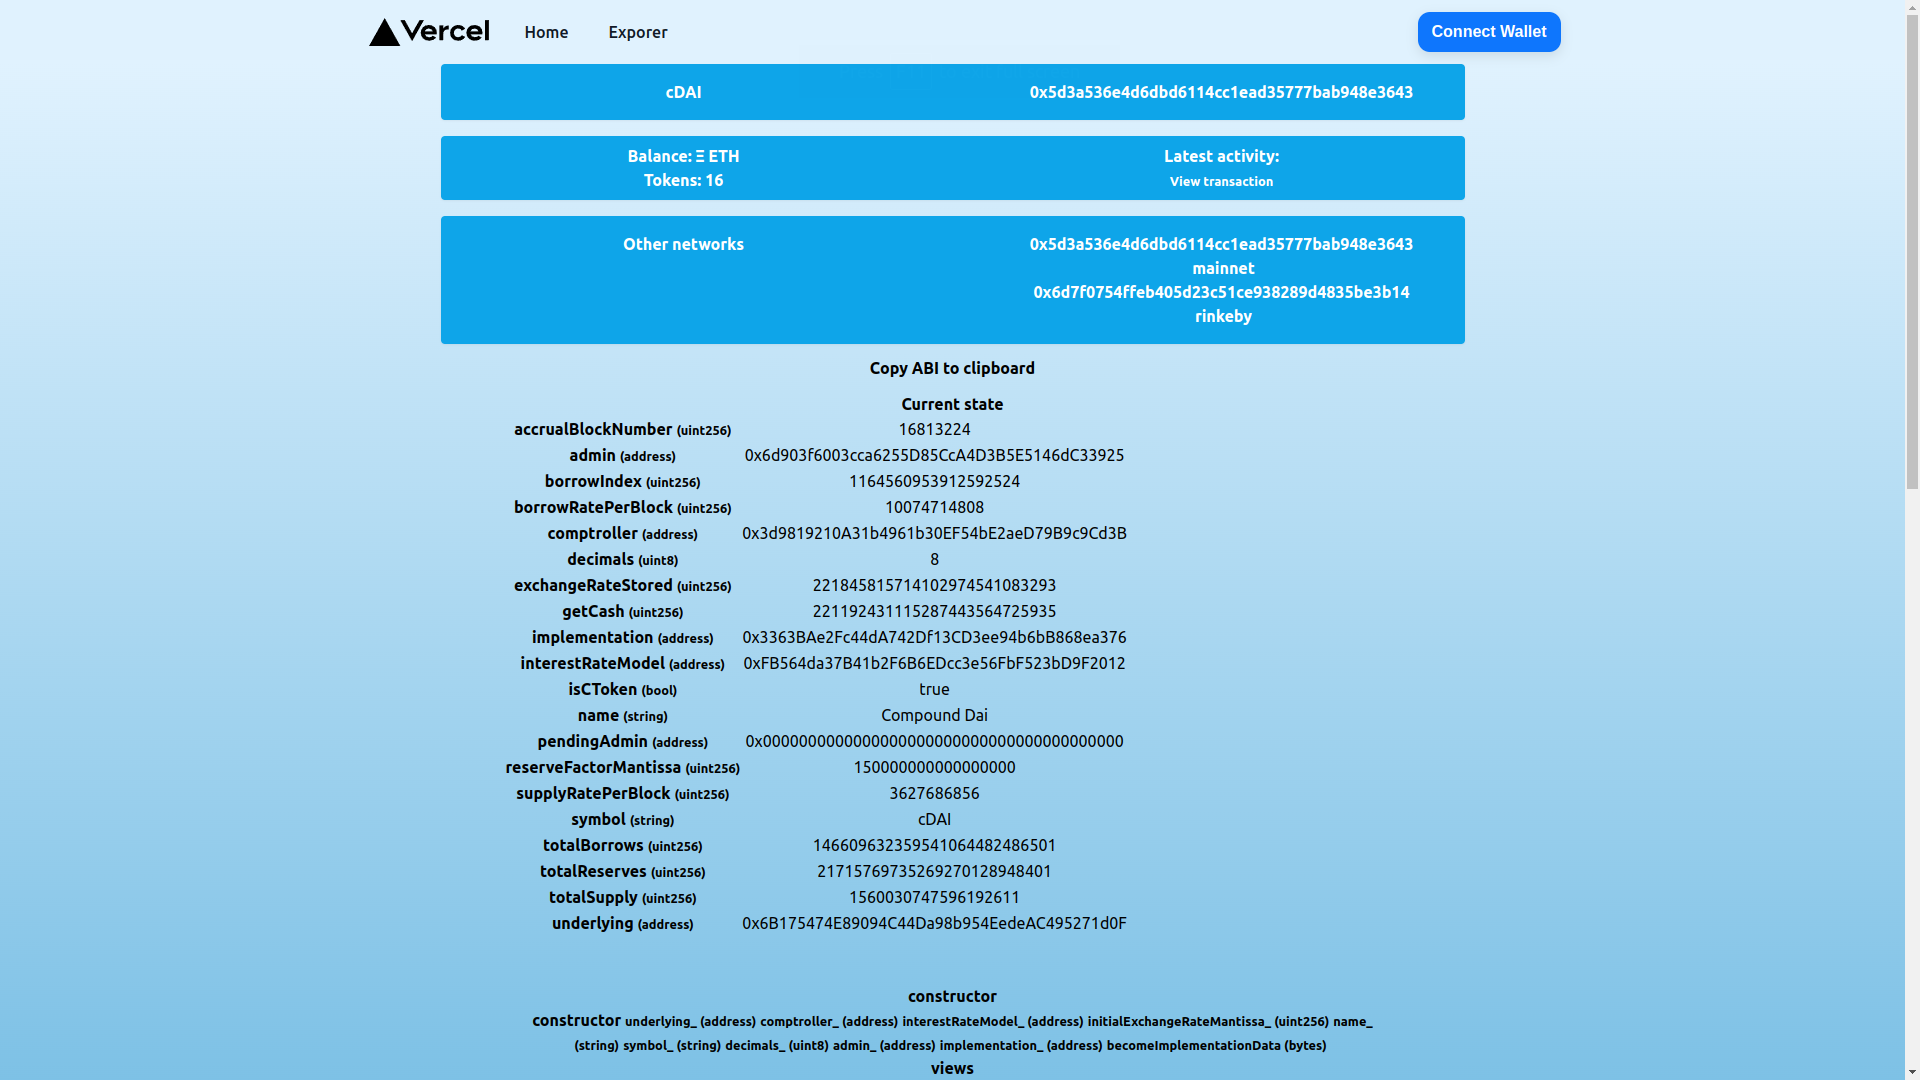 Vercel Home Exporer Connect Wallet
cDAI 0x5d3a536e4d6dbd6114cc1ead35777bab948e3643
Balance: Ξ ETH Latest activity:
Tokens: 16 View transaction
Other networks 0x5d3a536e4d6dbd6114cc1ead35777bab948e3643
mainnet
0x6d7f0754ffeb405d23c51ce938289d4835be3b14
rinkeby
Copy ABI to clipboard
Current state
accrualBlockNumber (uint256) 16813224
admin (address) 0x6d903f6003cca6255D85CcA4D3B5E5146dC33925
borrowIndex (uint256) 1164560953912592524
borrowRatePerBlock (uint256) 10074714808
comptroller (address) 0x3d9819210A31b4961b30EF54bE2aeD79B9c9Cd3B
decimals (uint8) 8
exchangeRateStored (uint256) 221845815714102974541083293
getCash (uint256) 221192431115287443564725935
implementation (address) 0x3363BAe2Fc44dA742Df13CD3ee94b6bB868ea376
interestRateModel (address) 0xFB564da37B41b2F6B6EDcc3e56FbF523bD9F2012
isCToken (bool) true
name (string) Compound Dai
pendingAdmin (address) 0x0000000000000000000000000000000000000000
reserveFactorMantissa (uint256) 150000000000000000
supplyRatePerBlock (uint256) 3627686856
symbol (string) cDAI
totalBorrows (uint256) 146609632359541064482486501
totalReserves (uint256) 21715769735269270128948401
totalSupply (uint256) 1560030747596192611
underlying (address) 0x6B175474E89094C44Da98b954EedeAC495271d0F
constructor
constructor underlying_ (address) comptroller_ (address) interestRateModel_ (address) initialExchangeRateMantissa_ (uint256) name_
(string) symbol_ (string) decimals_ (uint8) admin_ (address) implementation_ (address) becomeImplementationData (bytes)
views